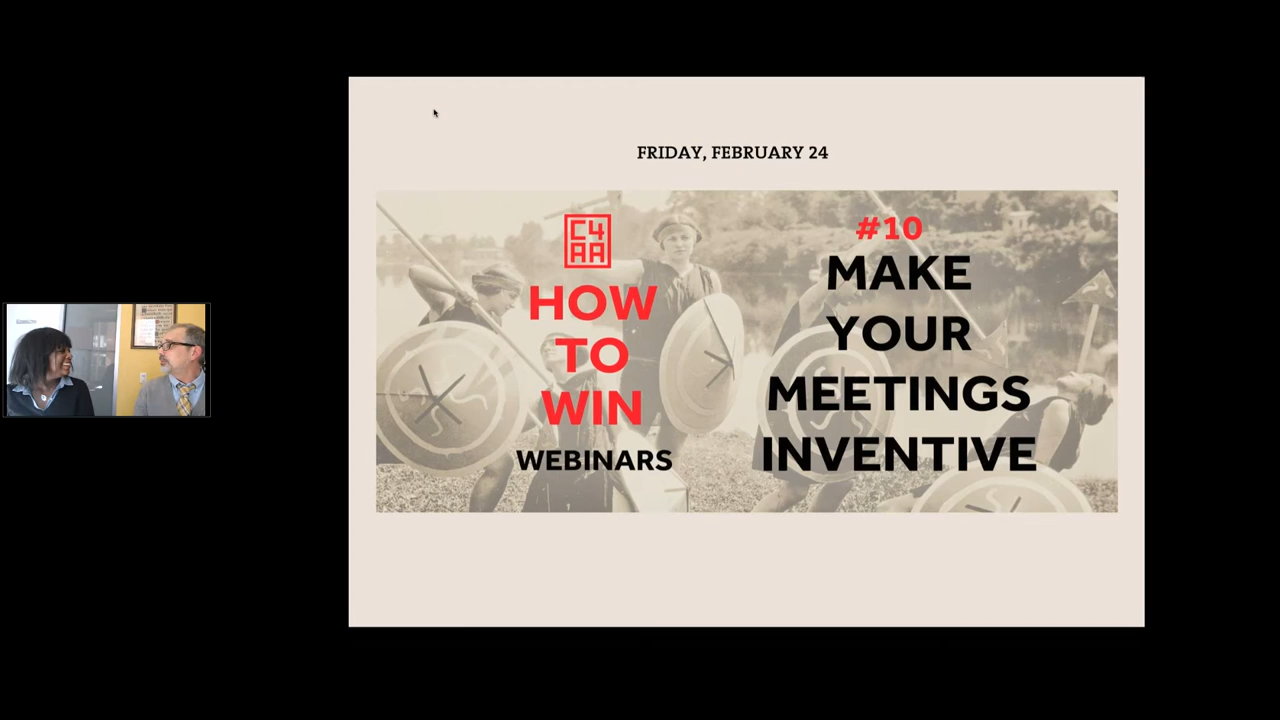 FRIDAY, FEBRUARY 24
C4
AA
HOW
TO
WIN
WEBINARS
#10
MAKE
YOUR
MEETINGS
INVENTIVE